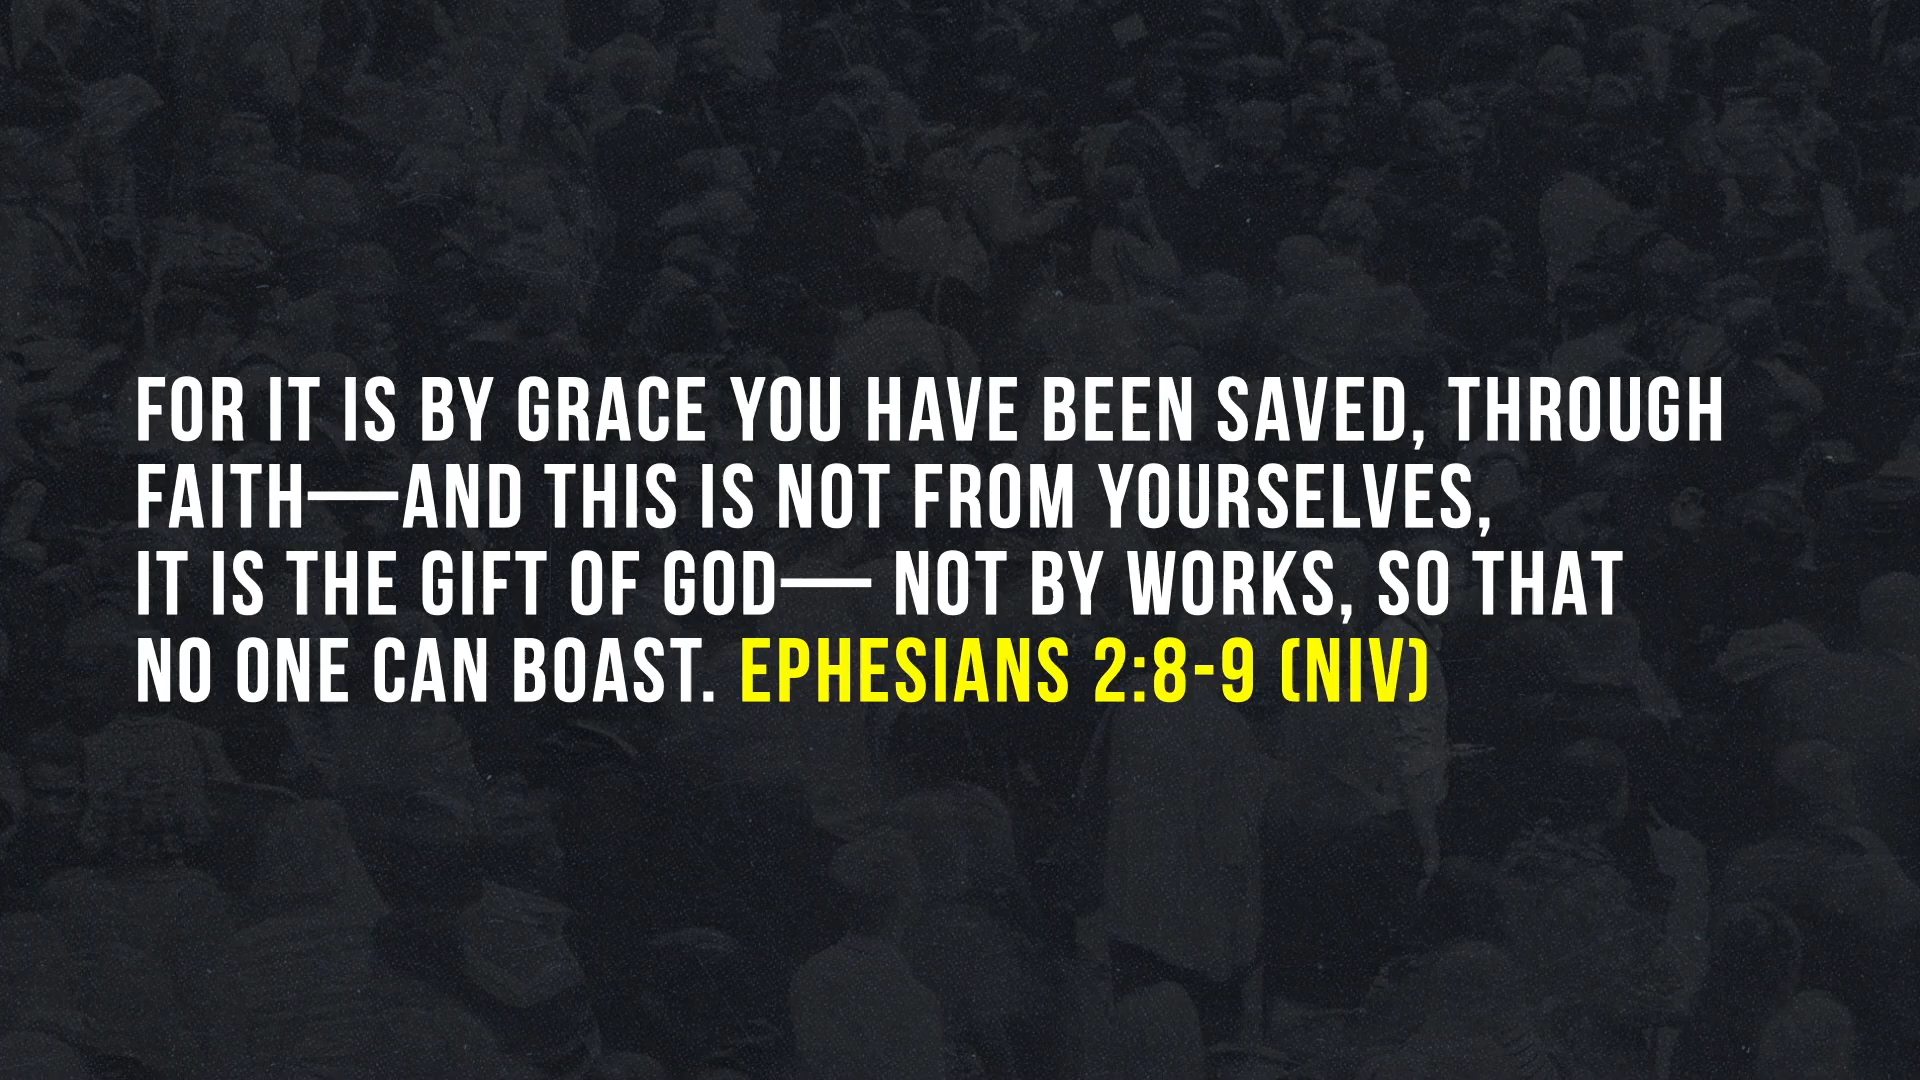 FOR IT IS BY GRACE YOU HAVE BEEN SAVED, THROUGH
FAITH—AND THIS IS NOT FROM YOURSELVES,
IT IS THE GIFT OF GOD— NOT BY WORKS, SO THAT
NO ONE CAN BOAST. EPHESIANS 2:8-9 (NIV)